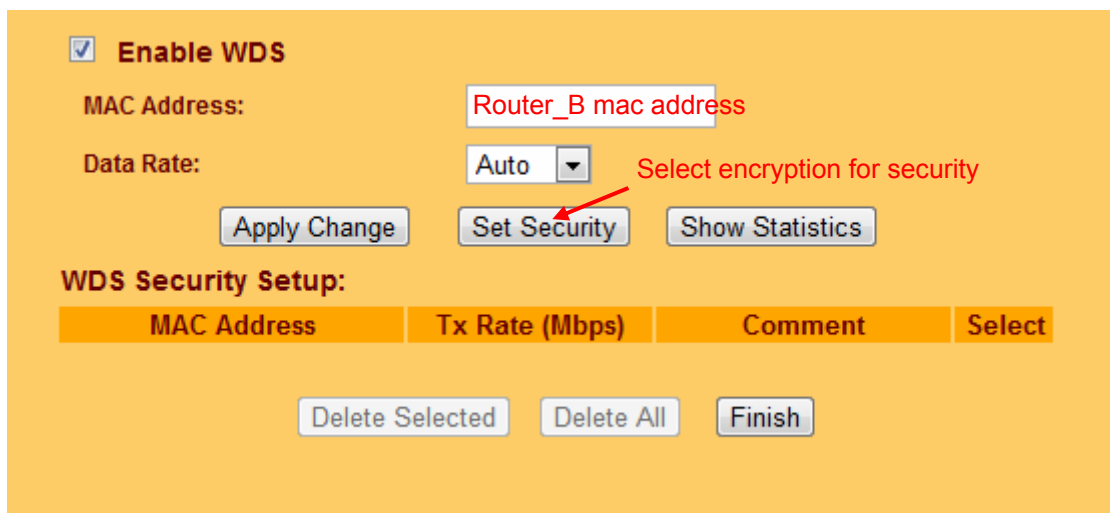 Enable WDS
MAC Address: Router_B mac address
Data Rate: Auto
Select encryption for security
Apply Change Set Security Show Statistics
WDS Security Setup:
MAC Address Tx Rate (Mbps) Comment Select
Delete Selected Delete All Finish